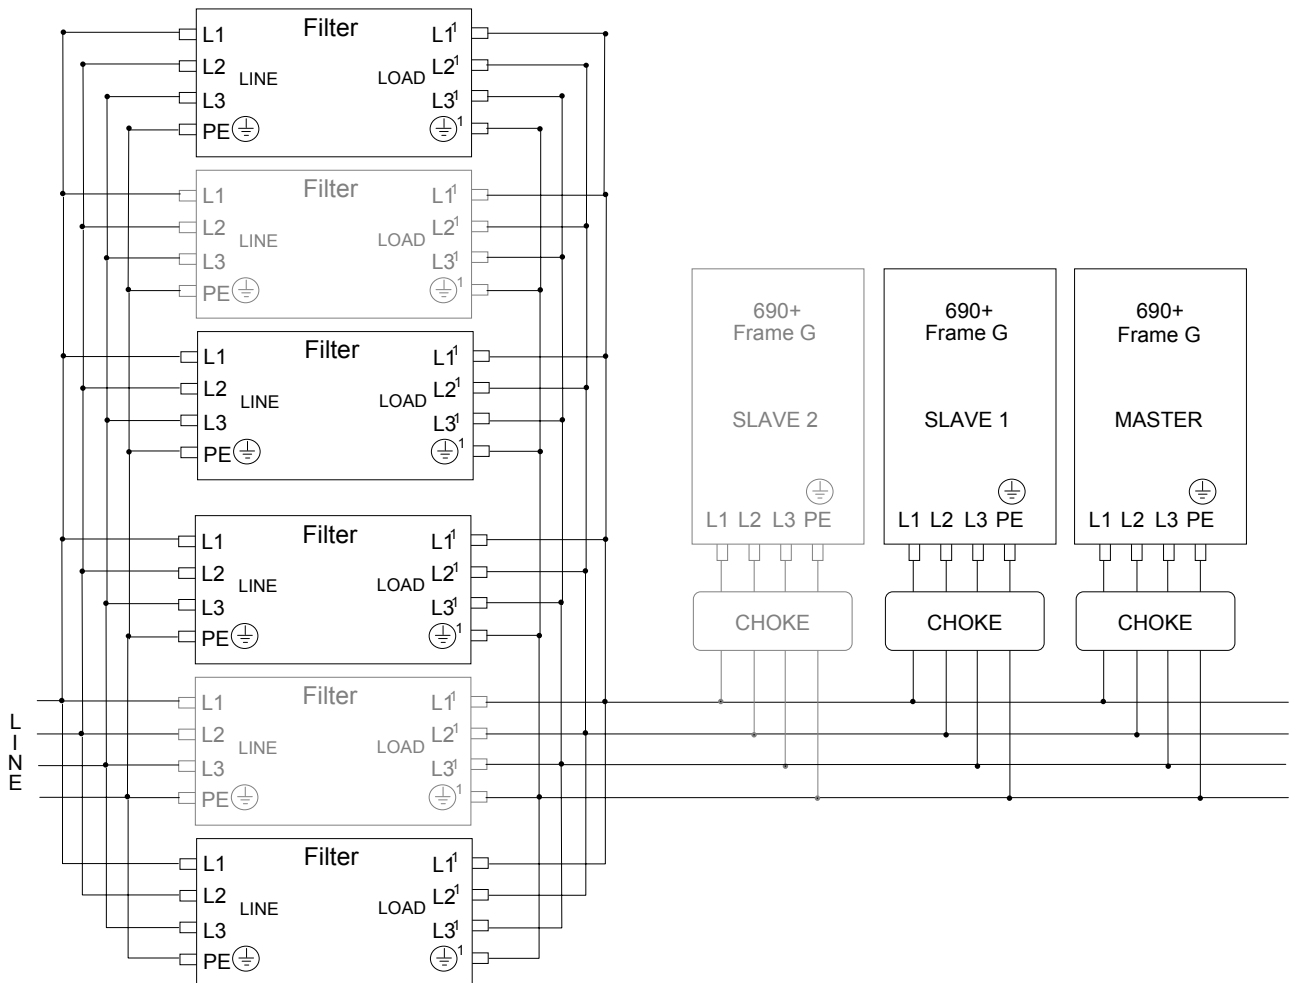 Filter
L1 L1¹
L2 LINE LOAD L2¹
L3 L3¹
PE 1
Filter
L1 L1¹
L2 LINE LOAD L2¹
L3 L3¹
PE 1
Filter
L1 L1¹
L2 LINE LOAD L2¹
L3 L3¹
PE 1
Filter
L1 L1¹
L2 LINE LOAD L2¹
L3 L3¹
PE 1
Filter
L1 L1¹
L2 LINE LOAD L2¹
L3 L3¹
PE 1
Filter
L1 L1¹
L2 LINE LOAD L2¹
L3 L3¹
PE 1
LINE
690+
Frame G
SLAVE 2
L1 L2 L3 PE
CHOKE
690+
Frame G
SLAVE 1
L1 L2 L3 PE
CHOKE
690+
Frame G
MASTER
L1 L2 L3 PE
CHOKE